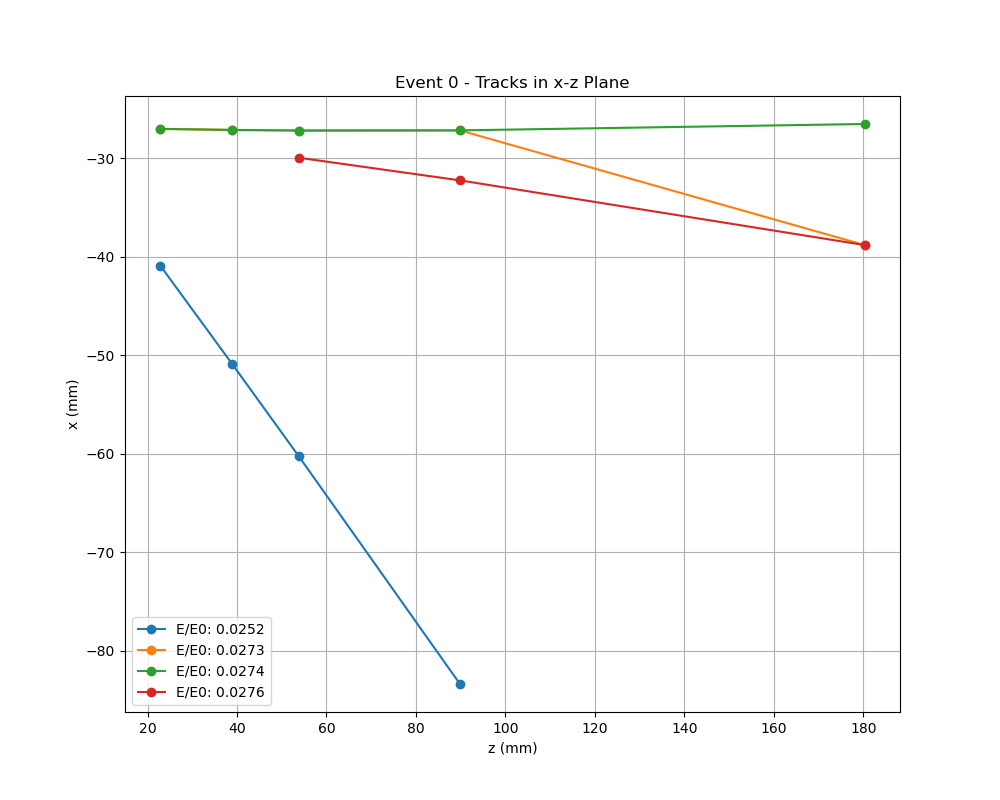 Event 0 - Tracks in x-z Plane
x (mm)
−30
−40
−50
−60
−70
−80
E/E0: 0.0252
E/E0: 0.0273
E/E0: 0.0274
E/E0: 0.0276
20 40 60 80 100 120 140 160 180
z (mm)